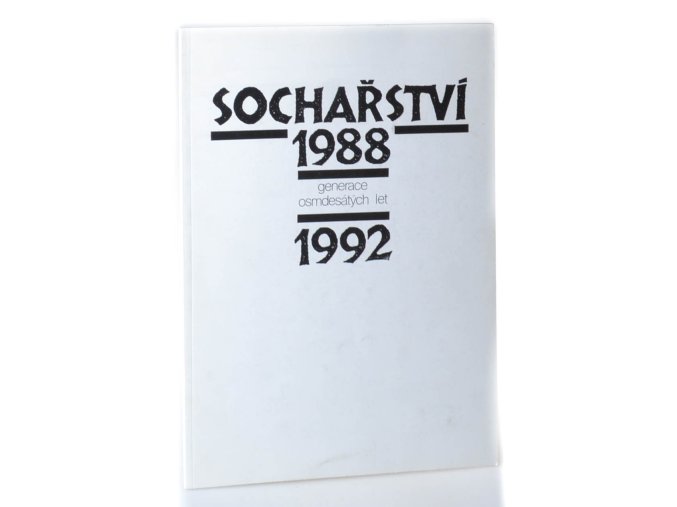 SOCHAŘSTVÍ
1988
generace
osmdesátých let
1992